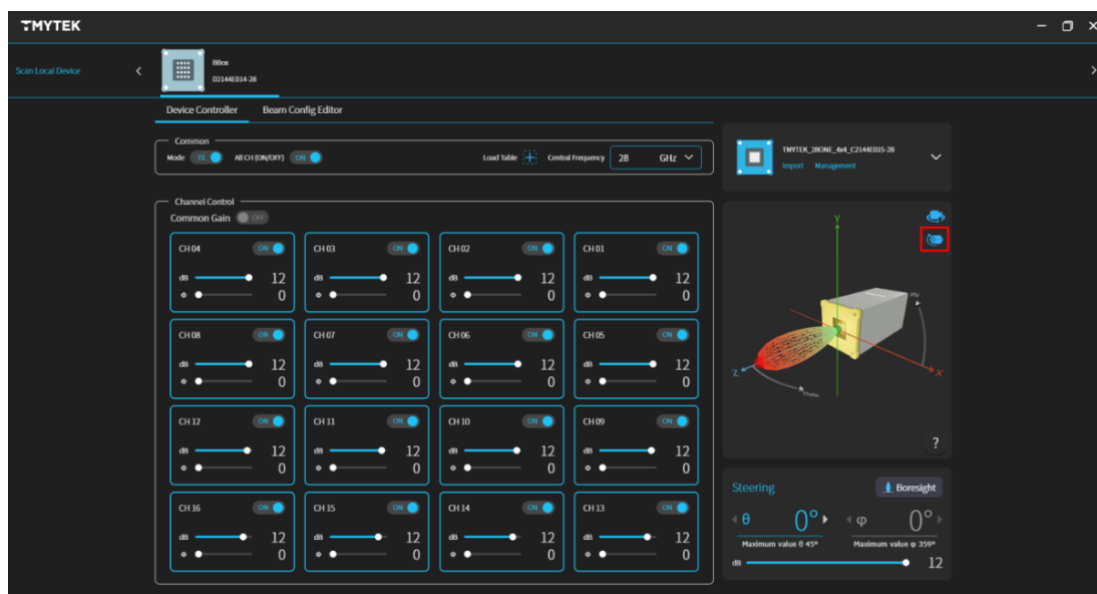 TMYTEK
Scan Local Device
BBox
D2144E014-28
Device Controller Beam Config Editor
Common
Mode TX All CH (ON/OFF) ON Load Table Central Frequency 28 GHz
TMYTEK_28ONE_4x4_C2144E035-28
Import Management
Channel Control
Common Gain OFF
CH 04 ON CH 03 ON CH 02 ON CH 01 ON
dB 12 dB 12 dB 12 dB 12
Φ 0 Φ 0 Φ 0 Φ 0
CH 08 ON CH 07 ON CH 06 ON CH 05 ON
dB 12 dB 12 dB 12 dB 12
Φ 0 Φ 0 Φ 0 Φ 0
CH 12 ON CH 11 ON CH 10 ON CH 09 ON
dB 12 dB 12 dB 12 dB 12
Φ 0 Φ 0 Φ 0 Φ 0
CH 16 ON CH 15 ON CH 14 ON CH 13 ON
dB 12 dB 12 dB 12 dB 12
Φ 0 Φ 0 Φ 0 Φ 0
Y
Phi
Z X
Theta
?
Steering Boresight
θ 0° φ 0°
Maximum value θ 45° Maximum value φ 359°
dB 12